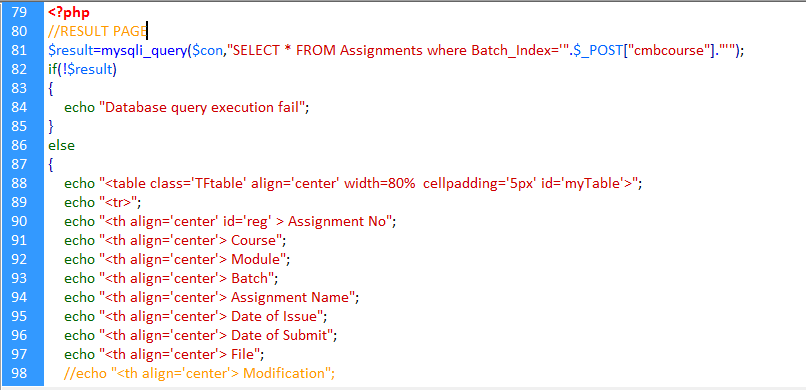 79 <?php
80 //RESULT PAGE
81 $result=mysqli_query($con,"SELECT * FROM Assignments where Batch_Index='".$_POST["cmbcourse"]."'");
82 if(!$result)
83 {
84 echo "Database query execution fail";
85 }
86 else
87 {
88 echo "<table class='TFtable' align='center' width=80%  cellpadding='5px' id='myTable'>";
89 echo "<tr>";
90 echo "<th align='center' id='reg' > Assignment No";
91 echo "<th align='center'> Course";
92 echo "<th align='center'> Module";
93 echo "<th align='center'> Batch";
94 echo "<th align='center'> Assignment Name";
95 echo "<th align='center'> Date of Issue";
96 echo "<th align='center'> Date of Submit";
97 echo "<th align='center'> File";
98 //echo "<th align='center'> Modification";